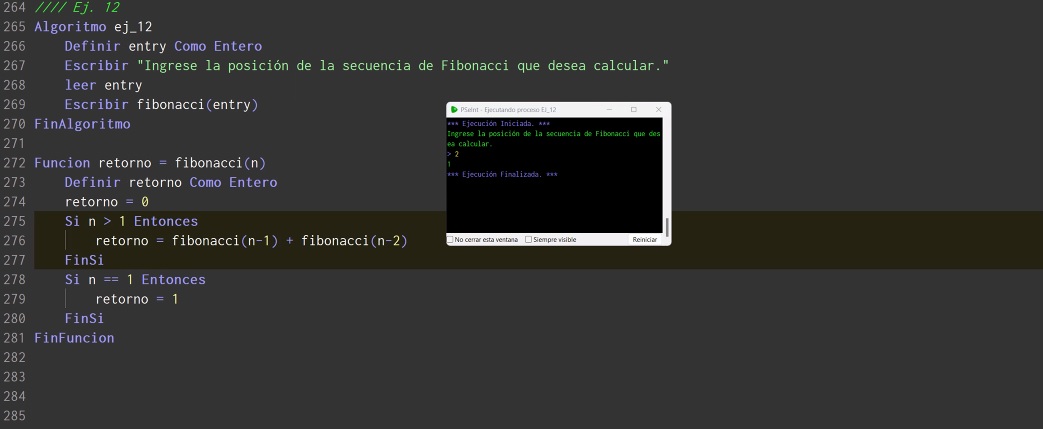 264 //// Ej. 12
265 Algoritmo ej_12
266 Definir entry Como Entero
267 Escribir "Ingrese la posición de la secuencia de Fibonacci que desea calcular."
268 leer entry
269 Escribir fibonacci(entry)
270 FinAlgoritmo
271
272 Funcion retorno = fibonacci(n)
273 Definir retorno Como Entero
274 retorno = 0
275 Si n > 1 Entonces
276 retorno = fibonacci(n-1) + fibonacci(n-2)
277 FinSi
278 Si n == 1 Entonces
279 retorno = 1
280 FinSi
281 FinFuncion
282
283
284
285
PSeInt - Ejecutando proceso EJ_12
*** Ejecución Iniciada. ***
Ingrese la posición de la secuencia de Fibonacci que des
ea calcular.
> 2
1
*** Ejecución Finalizada. ***
No cerrar esta ventana Siempre visible Reiniciar